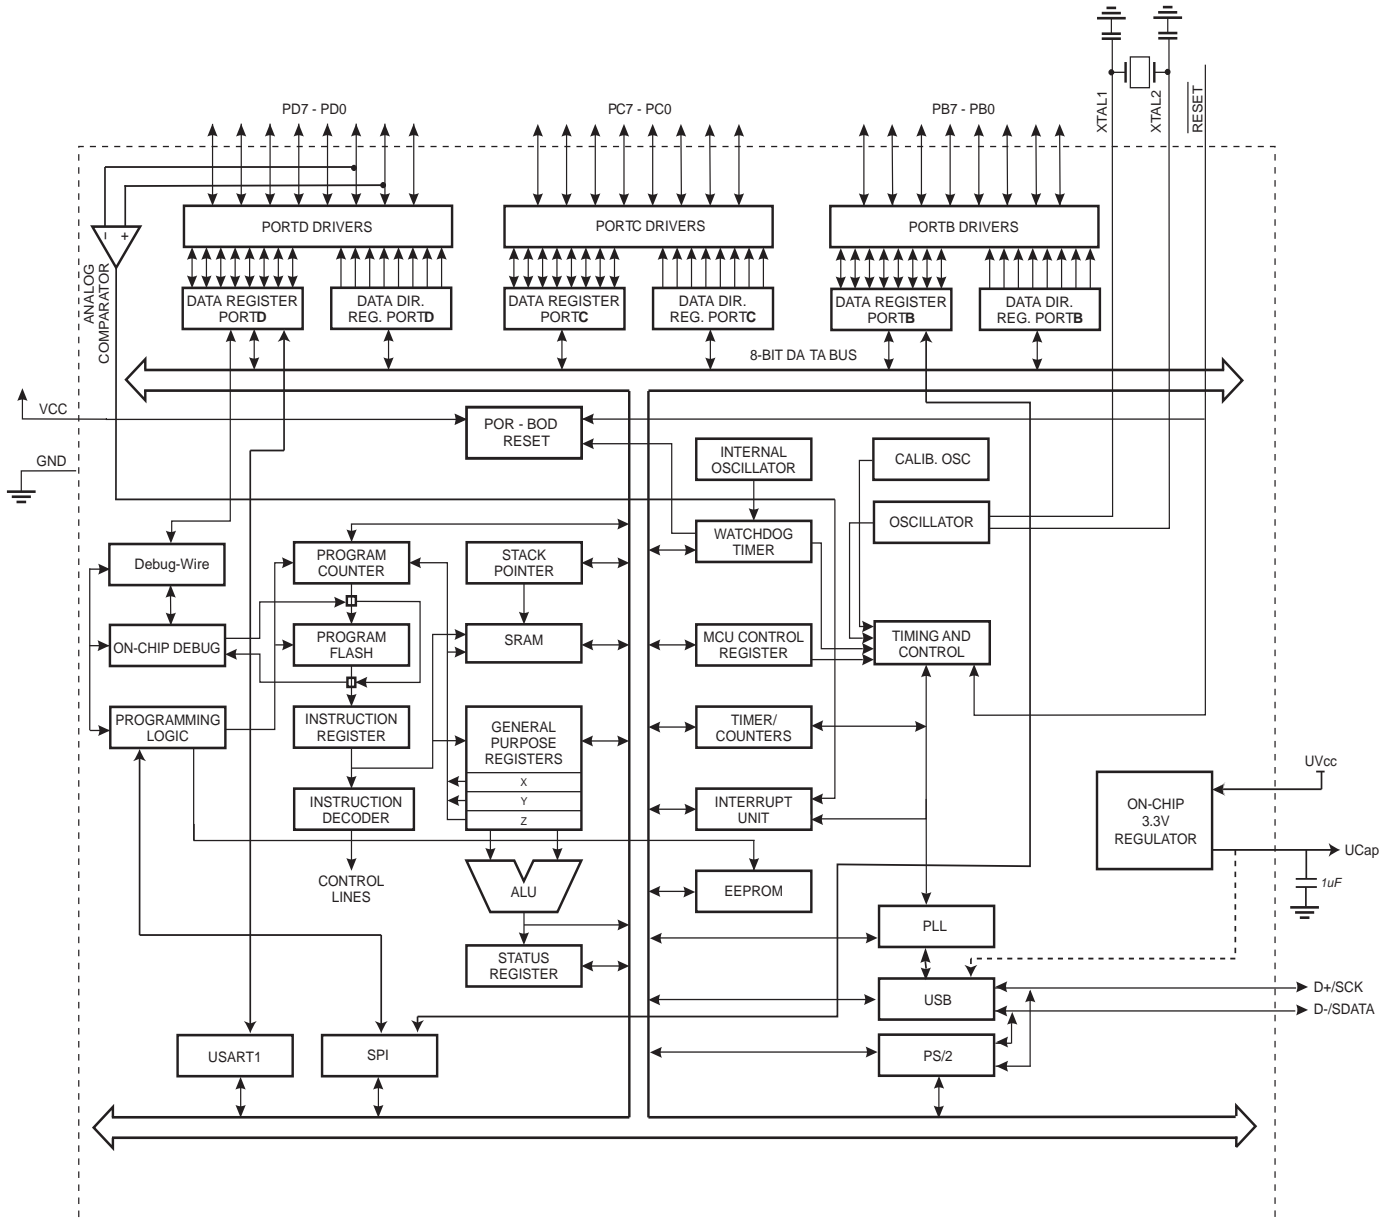 XTAL1
XTAL2
RESET
PD7 - PD0
PC7 - PC0
PB7 - PB0
PORTD DRIVERS
PORTC DRIVERS
PORTB DRIVERS
- +
ANALOG
COMPARATOR
DATA REGISTER
PORTD
DATA DIR.
REG. PORTD
DATA REGISTER
PORTC
DATA DIR.
REG. PORTC
DATA REGISTER
PORTB
DATA DIR.
REG. PORTB
8-BIT DA TA BUS
VCC
GND
POR - BOD
RESET
INTERNAL
OSCILLATOR
CALIB. OSC
OSCILLATOR
WATCHDOG
TIMER
Debug-Wire
PROGRAM
COUNTER
STACK
POINTER
ON-CHIP DEBUG
PROGRAM
FLASH
SRAM
MCU CONTROL
REGISTER
TIMING AND
CONTROL
PROGRAMMING
LOGIC
INSTRUCTION
REGISTER
GENERAL
PURPOSE
REGISTERS
X
Y
Z
TIMER/
COUNTERS
INSTRUCTION
DECODER
INTERRUPT
UNIT
UVcc
ON-CHIP
3.3V
REGULATOR
UCap
1uF
CONTROL
LINES
ALU
EEPROM
PLL
STATUS
REGISTER
USB
D+/SCK
D-/SDATA
USART1
SPI
PS/2